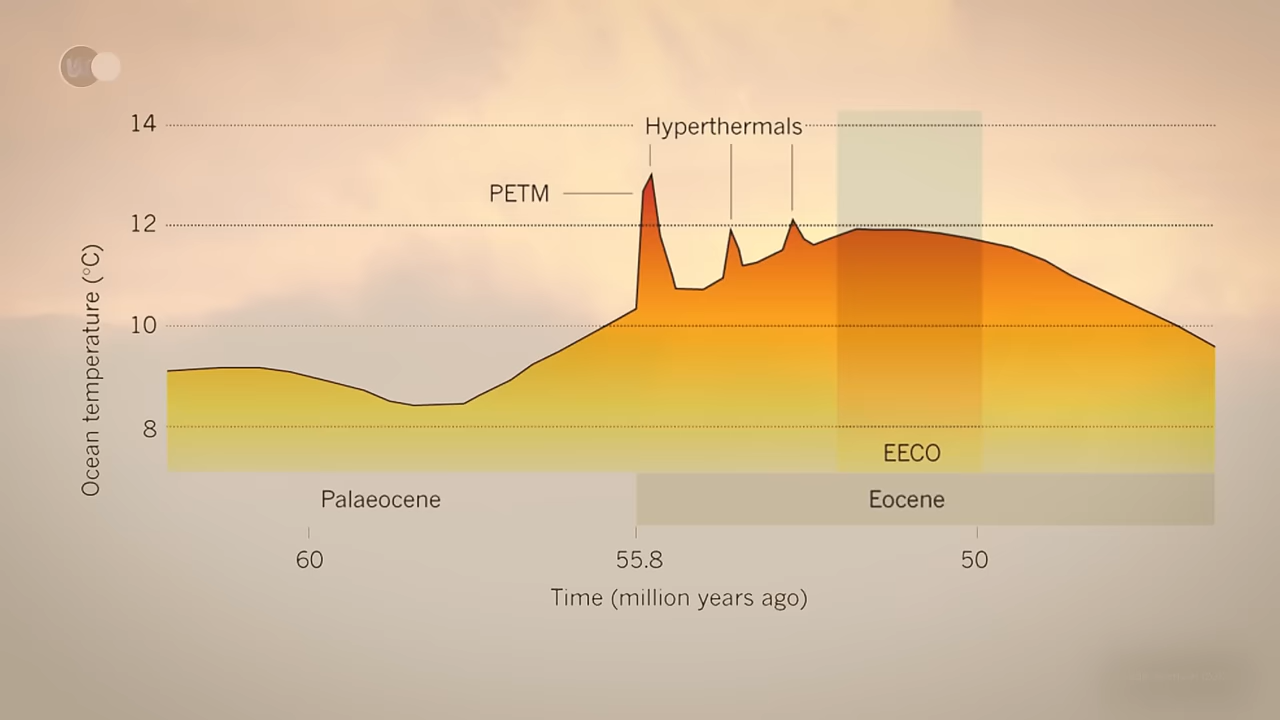 14
Hyperthermals
PETM
12
10
8
Ocean temperature (°C)
EECO
Palaeocene
Eocene
60
55.8
50
Time (million years ago)